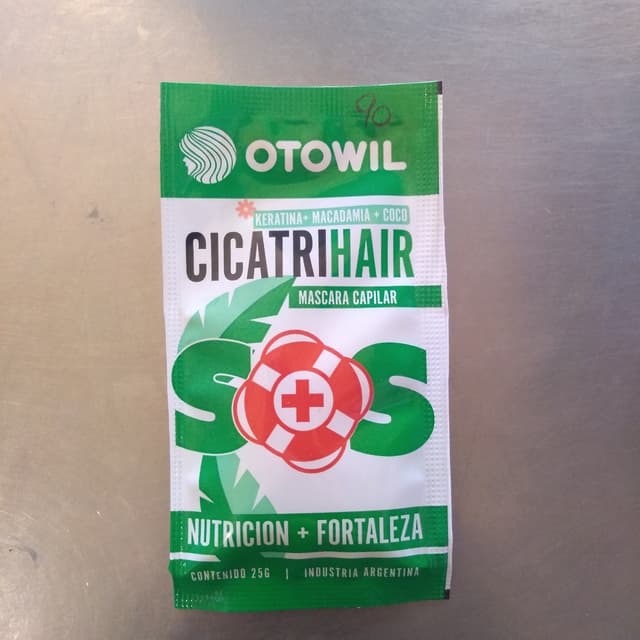 90
OTOWIL
KERATINA+ MACADAMIA + COCO
CICATRIHAIR
MASCARA CAPILAR
SOS
NUTRICION + FORTALEZA
CONTENIDO 25G | INDUSTRIA ARGENTINA